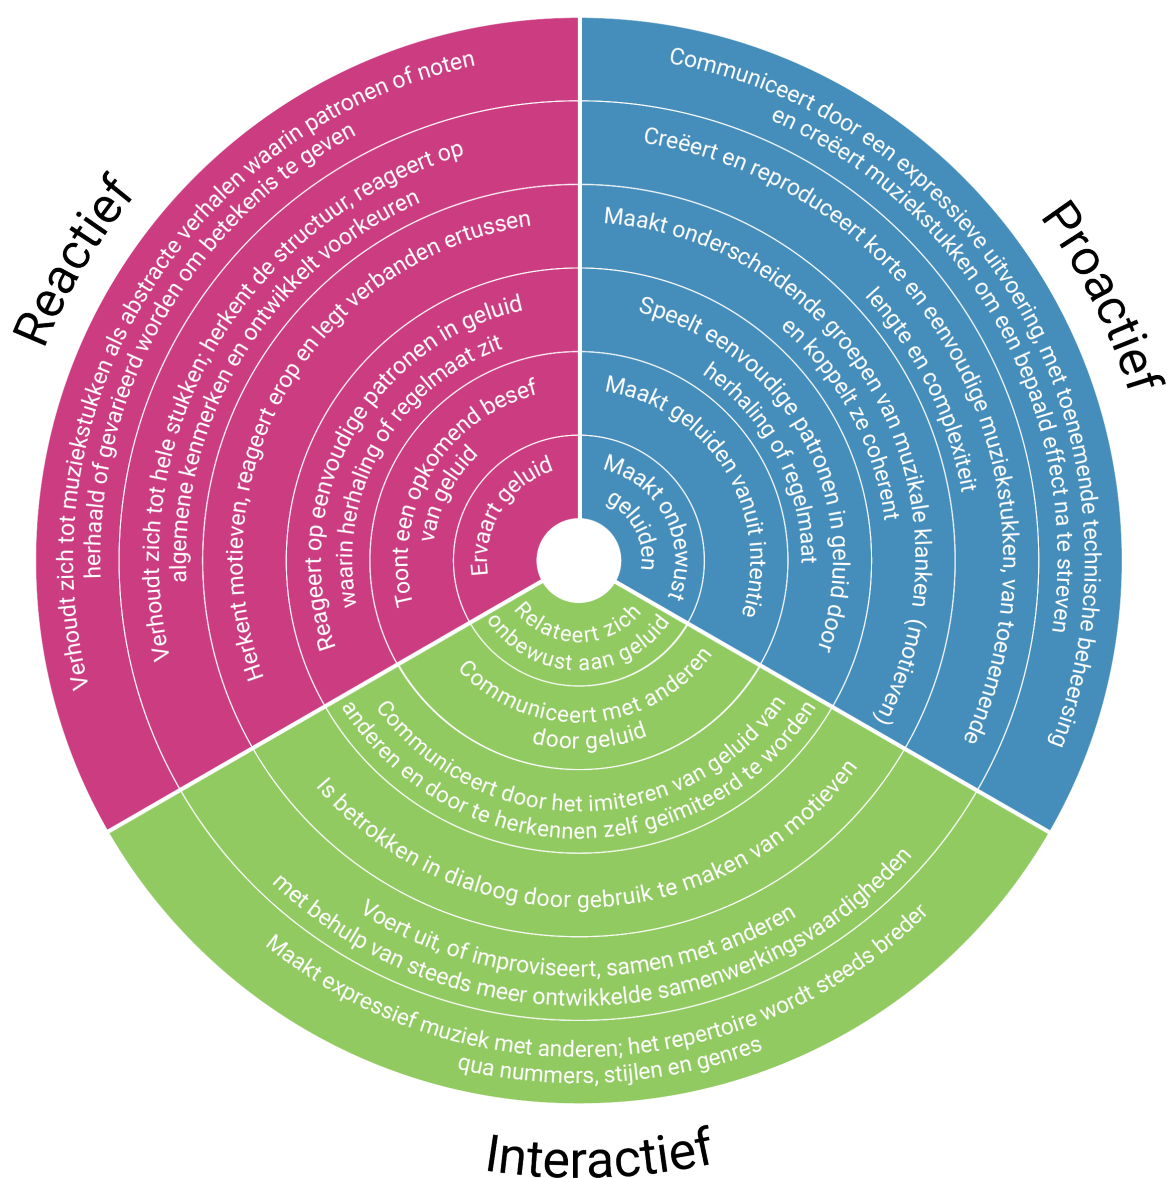 Reactief
Verhoudt zich tot muziekstukken als abstracte verhalen waarin patronen of noten
herhaald of gevarieerd worden om betekenis te geven
Verhoudt zich tot hele stukken; herkent de structuur, reageert op
algemene kenmerken en ontwikkelt voorkeuren
Herkent motieven, reageert erop en legt verbanden ertussen
Reageert op eenvoudige patronen in geluid
waarin herhaling of regelmaat zit
Toont een opkomend besef
van geluid
Ervaart geluid
Proactief
Communiceert door een expressieve uitvoering, met toenemende technische beheersing
en creëert muziekstukken om een bepaald effect na te streven
Creëert en reproduceert korte en eenvoudige muziekstukken, van toenemende
lengte en complexiteit
Maakt onderscheidende groepen van muzikale klanken (motieven)
en koppelt ze coherent
Speelt eenvoudige patronen in geluid door
herhaling of regelmaat
Maakt geluiden vanuit intentie
Maakt onbewust
geluiden
Relateert zich
onbewust aan geluid
Communiceert met anderen
door geluid
Communiceert door het imiteren van geluid van
anderen en door te herkennen zelf geïmiteerd te worden
Is betrokken in dialoog door gebruik te maken van motieven
Voert uit, of improviseert, samen met anderen
met behulp van steeds meer ontwikkelde samenwerkingsvaardigheden
Maakt expressief muziek met anderen; het repertoire wordt steeds breder
qua nummers, stijlen en genres
Interactief